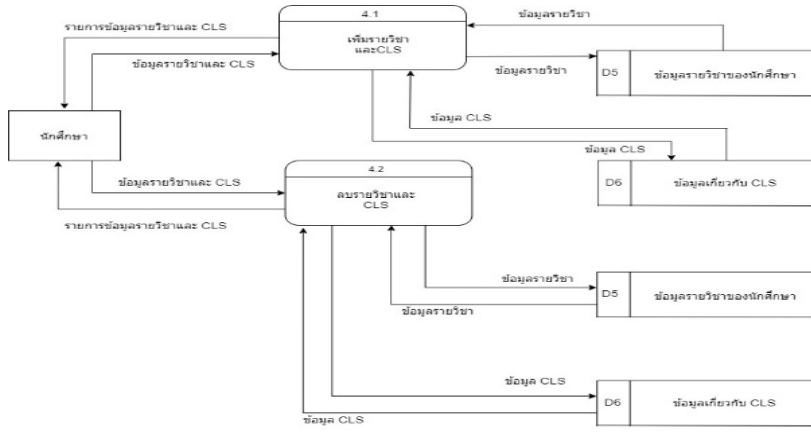 4.1
ข้อมูลรายวิชา
รายการข้อมูลรายวิชาและ CLS
เพิ่มรายวิชา
และCLS
ข้อมูลรายวิชาและ CLS
ข้อมูลรายวิชา
D5
ข้อมูลรายวิชาของนักศึกษา
ข้อมูล CLS
นักศึกษา
ข้อมูล CLS
4.2
D6
ข้อมูลเกี่ยวกับ CLS
ข้อมูลรายวิชาและ CLS
ลบรายวิชาและ
CLS
รายการข้อมูลรายวิชาและ CLS
ข้อมูลรายวิชา
D5
ข้อมูลรายวิชาของนักศึกษา
ข้อมูลรายวิชา
ข้อมูล CLS
D6
ข้อมูลเกี่ยวกับ CLS
ข้อมูล CLS